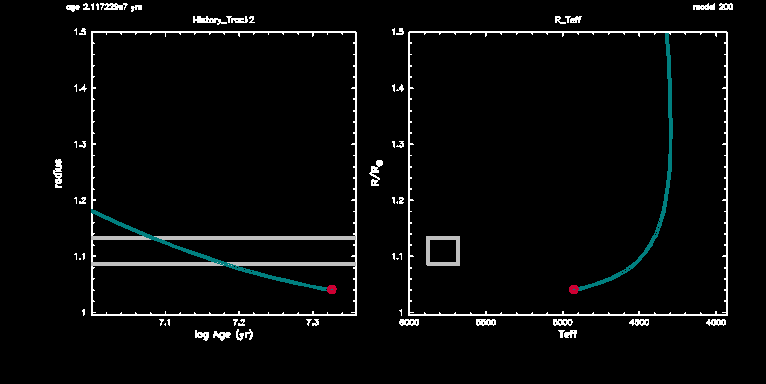 age 2.117229e7 yrs
model 200
History_Track2
R_Teff
1.5
1.4
1.3
1.2
1.1
1
radius
7.1
7.2
7.3
log Age (yr)
1.5
1.4
1.3
1.2
1.1
1
R/R⊙
6000
5500
5000
4500
4000
Teff